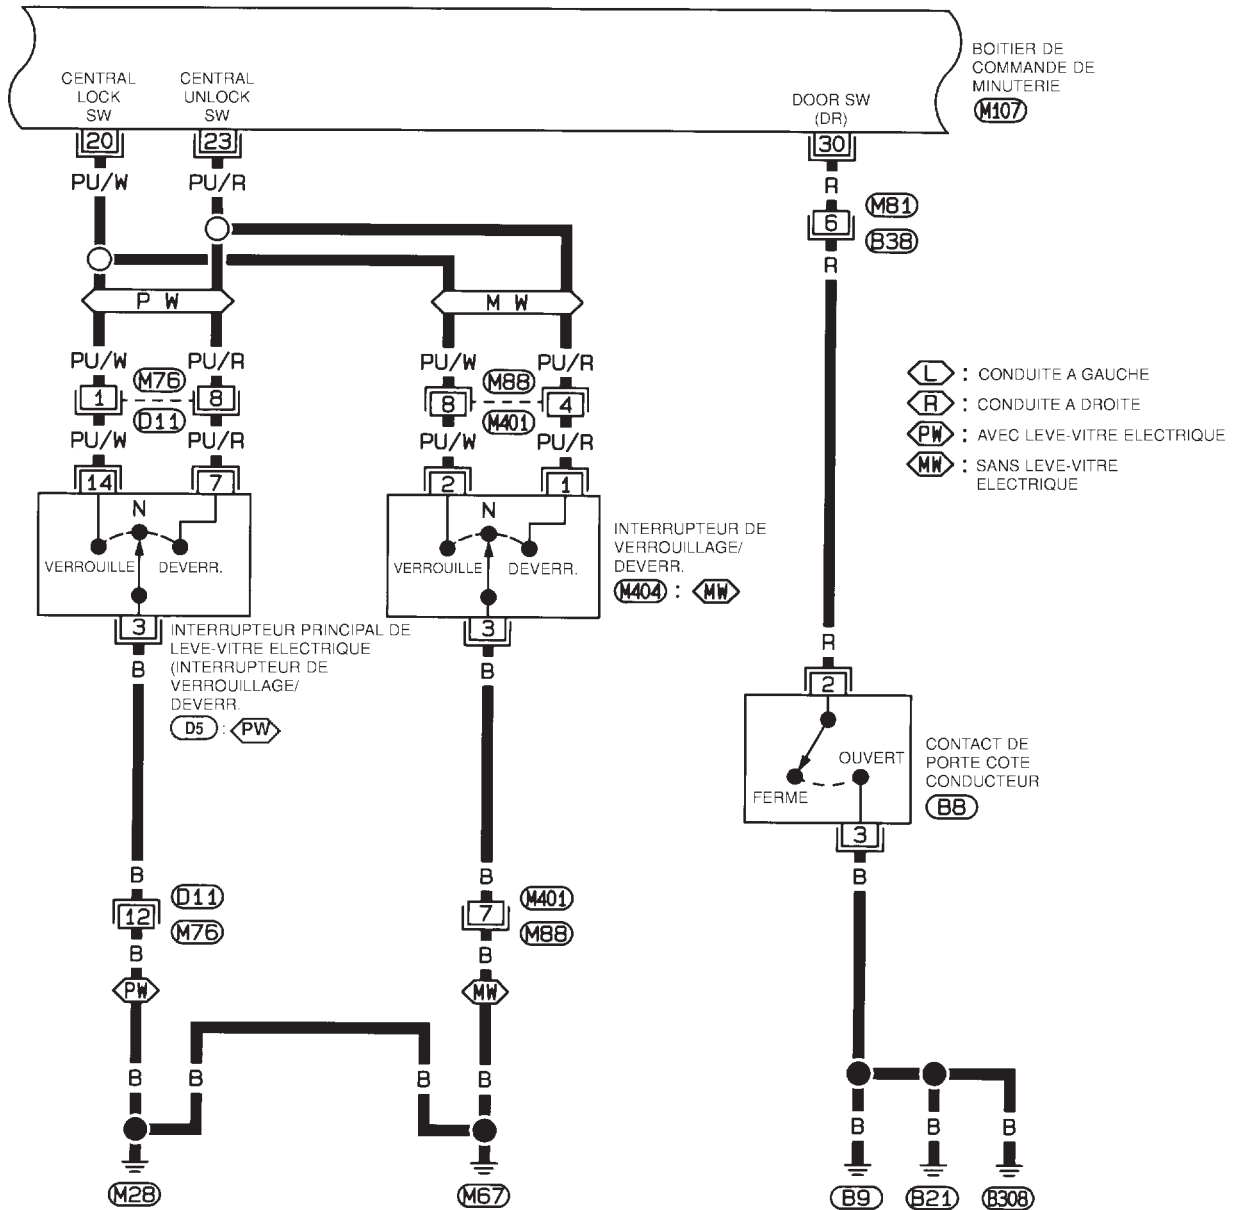 BOITIER DE
COMMANDE DE
MINUTERIE
M107
CENTRAL
LOCK
SW
CENTRAL
UNLOCK
SW
DOOR SW
(DR)
20
23
30
PU/W
PU/R
R
6
M81
B38
R
P W
M W
PU/W
PU/R
PU/W
PU/R
1
M76
D11
8
8
M88
M401
4
PU/W
PU/R
PU/W
PU/R
L : CONDUITE A GAUCHE
R : CONDUITE A DROITE
PW : AVEC LEVE-VITRE ELECTRIQUE
MW : SANS LEVE-VITRE
ELECTRIQUE
14
7
2
1
N
VERROUILLE
DEVERR.
N
VERROUILLE
DEVERR.
INTERRUPTEUR DE
VERROUILLAGE/
DEVERR.
M404 : MW
3
INTERRUPTEUR PRINCIPAL DE
LEVE-VITRE ELECTRIQUE
(INTERRUPTEUR DE
VERROUILLAGE/
DEVERR.
D5 : PW
3
B
B
R
2
OUVERT
FERME
CONTACT DE
PORTE COTE
CONDUCTEUR
B8
3
B
B
12
D11
M76
B
PW
B
7
M401
M88
B
MW
B
B
B
B
B
B
B
M28
M67
B9
B21
B308